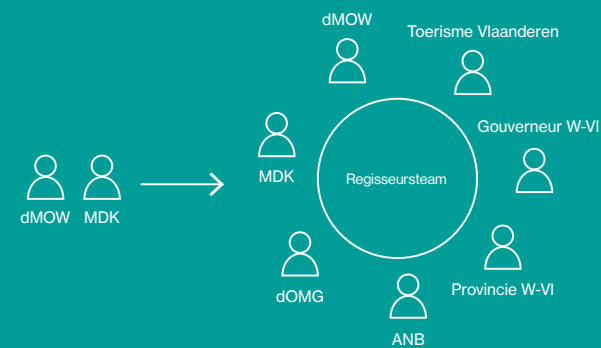 dMOW
Toerisme Vlaanderen
Gouverneur W-Vl
MDK
Regisseursteam
dMOW MDK
dOMG
Provincie W-Vl
ANB